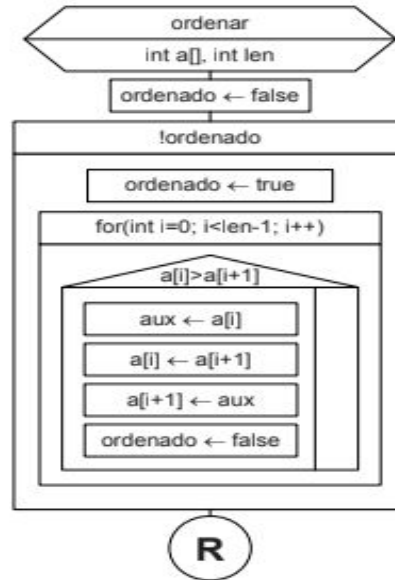 ordenar
int a[], int len
ordenado ← false
!ordenado
ordenado ← true
for(int i=0; i<len-1; i++)
a[i]>a[i+1]
aux ← a[i]
a[i] ← a[i+1]
a[i+1] ← aux
ordenado ← false
R